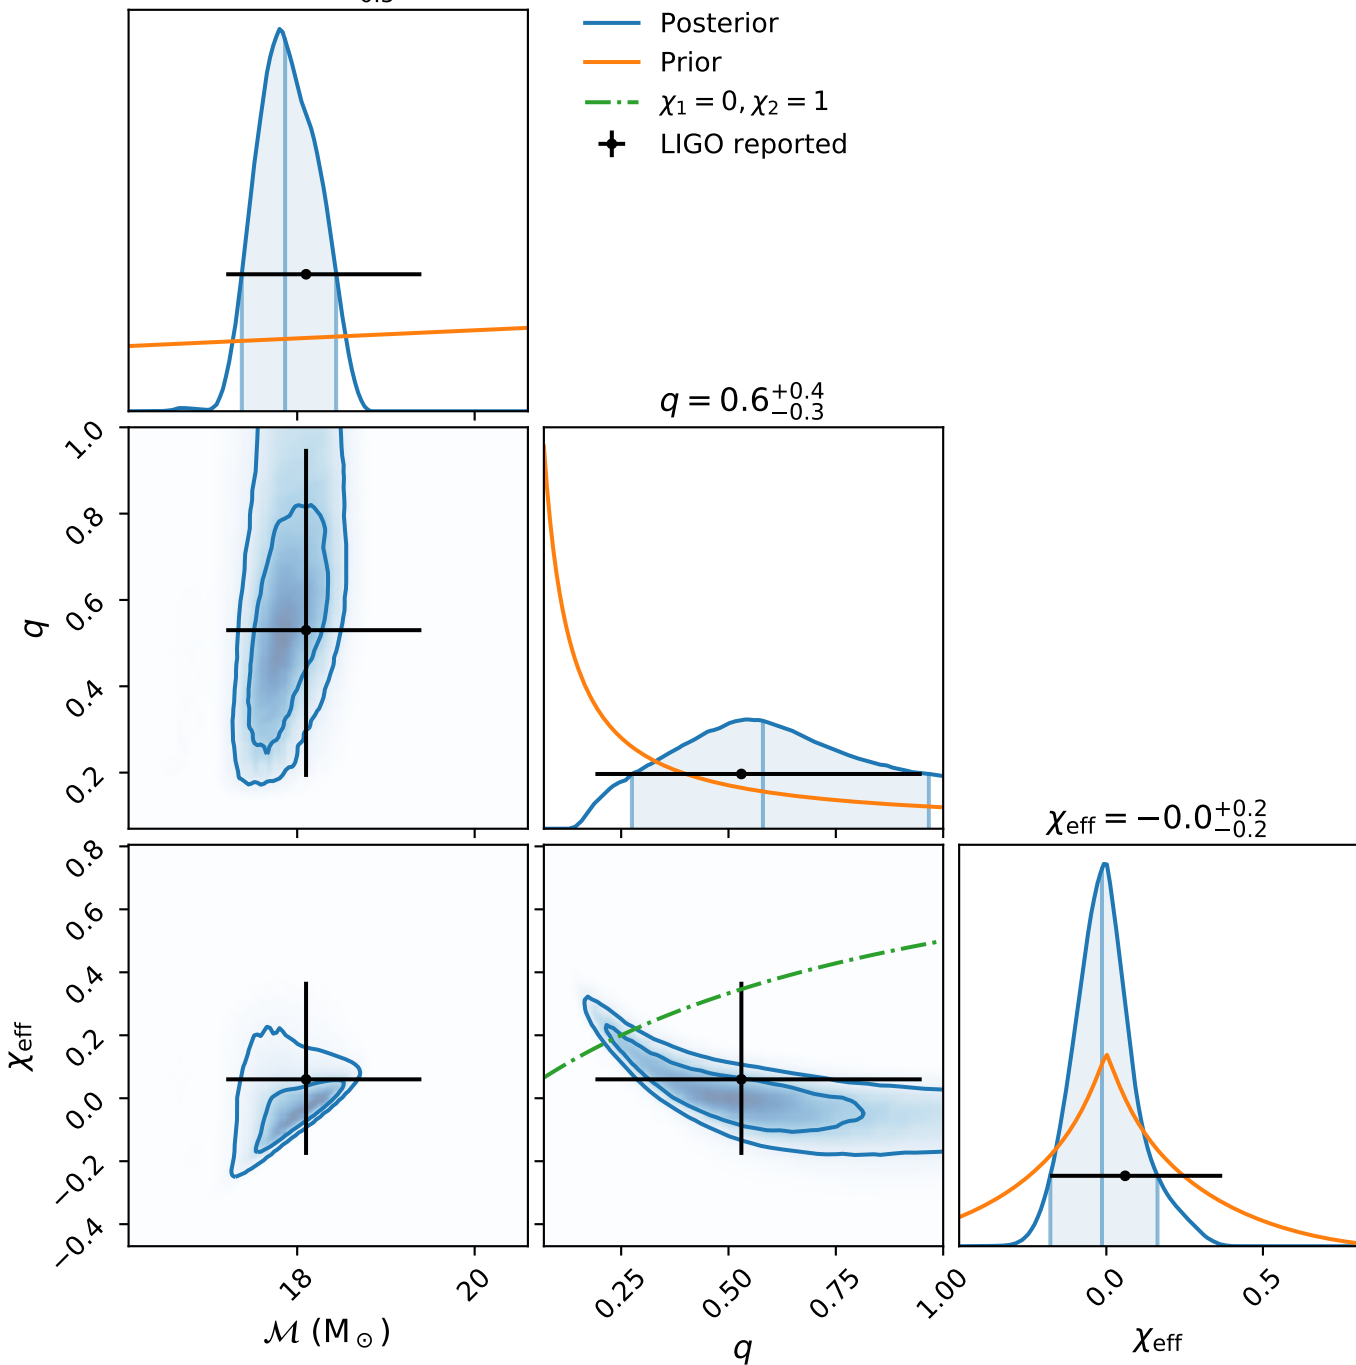 Posterior
Prior
χ₁ = 0, χ₂ = 1
LIGO reported
q = 0.6 +0.4 −0.3
1.0
0.8
0.6
0.4
0.2
q
χeff = −0.0 +0.2 −0.2
0.8
0.6
0.4
0.2
0.0
−0.2
−0.4
χeff
18
20
0.25
0.50
0.75
1.00
0.0
0.5
ℳ (M⊙)
q
χeff